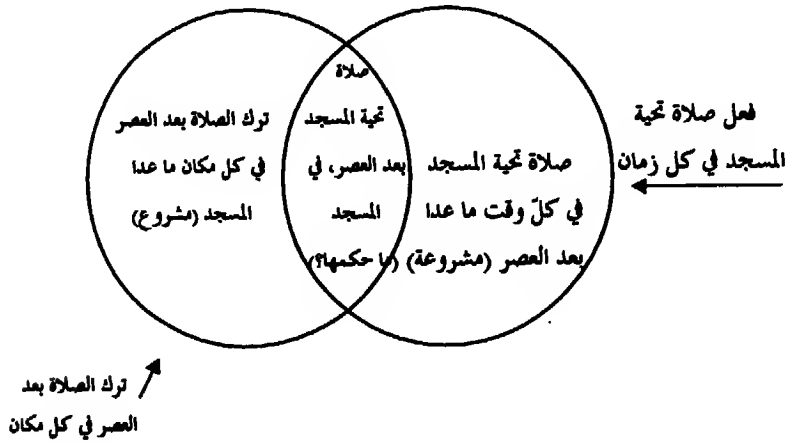 فعل صلاة تحية
المسجد في كل زمان
صلاة تحية المسجد
في كلّ وقت ما عدا
بعد العصر (مشروعة)
صلاة
تحية المسجد
بعد العصر، في
المسجد
(ما حكمها؟)
ترك الصلاة بعد العصر
في كل مكان ما عدا
المسجد (مشروع)
ترك الصلاة بعد
العصر في كل مكان